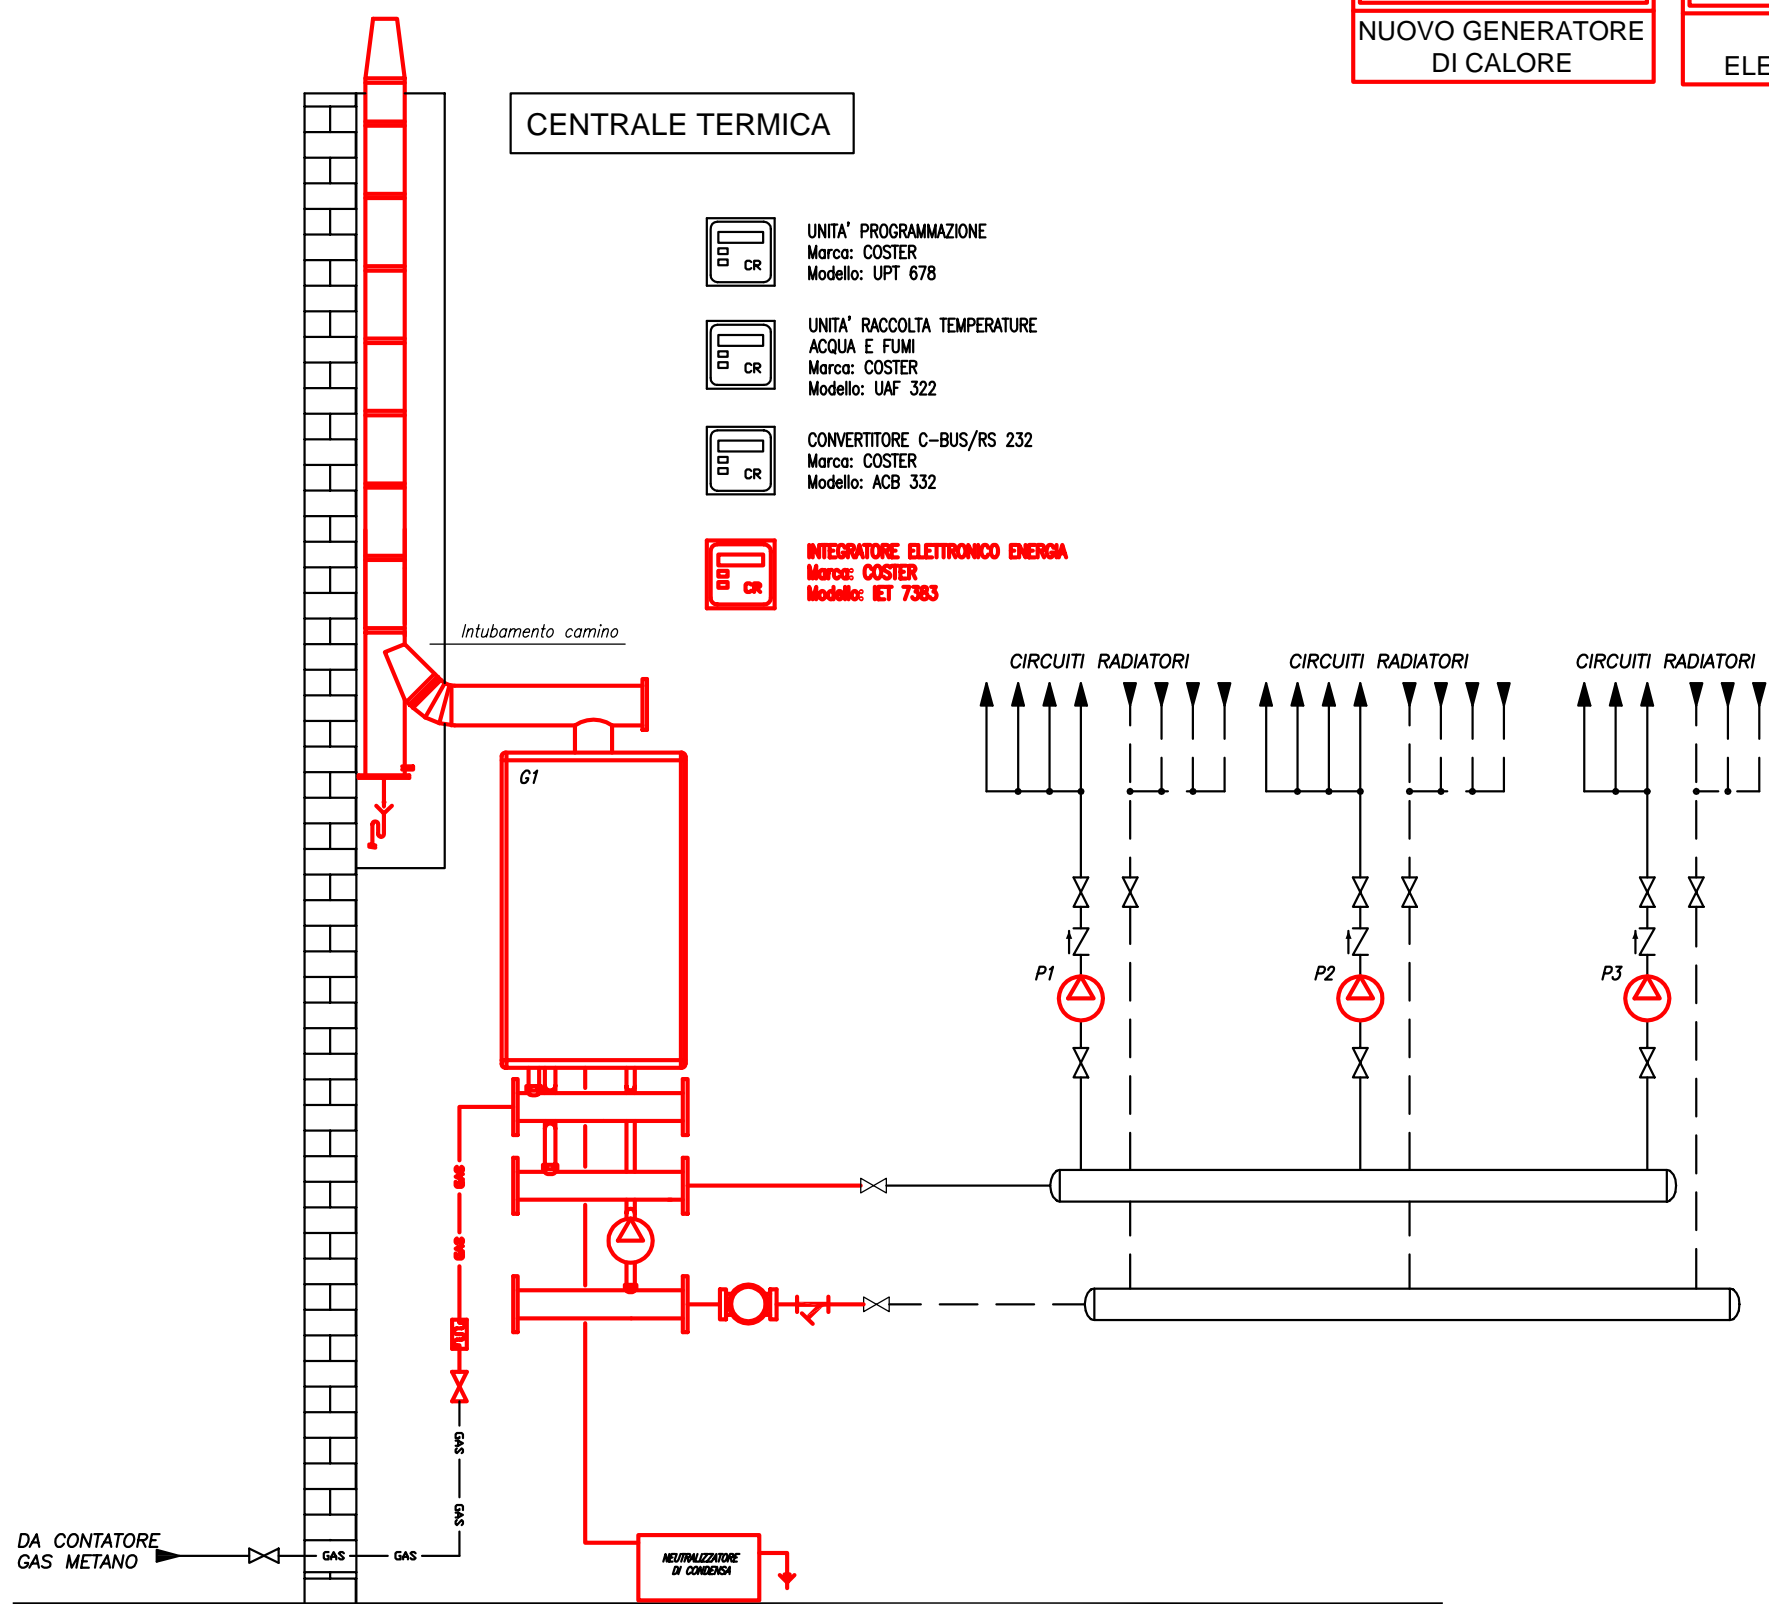 NUOVO GENERATORE
DI CALORE
ELE
CENTRALE TERMICA
CR
UNITA' PROGRAMMAZIONE
Marca: COSTER
Modello: UPT 678
CR
UNITA' RACCOLTA TEMPERATURE
ACQUA E FUMI
Marca: COSTER
Modello: UAF 322
CR
CONVERTITORE C-BUS/RS 232
Marca: COSTER
Modello: ACB 332
CR
INTEGRATORE ELETTRONICO ENERGIA
Marca: COSTER
Modello: IET 7383
Intubamento camino
CIRCUITI RADIATORI
CIRCUITI RADIATORI
CIRCUITI RADIATORI
G1
P1
P2
P3
GAS
GAS
GAS
GAS
DA CONTATORE
GAS METANO
GAS
GAS
NEUTRALIZZATORE
DI CONDENSA